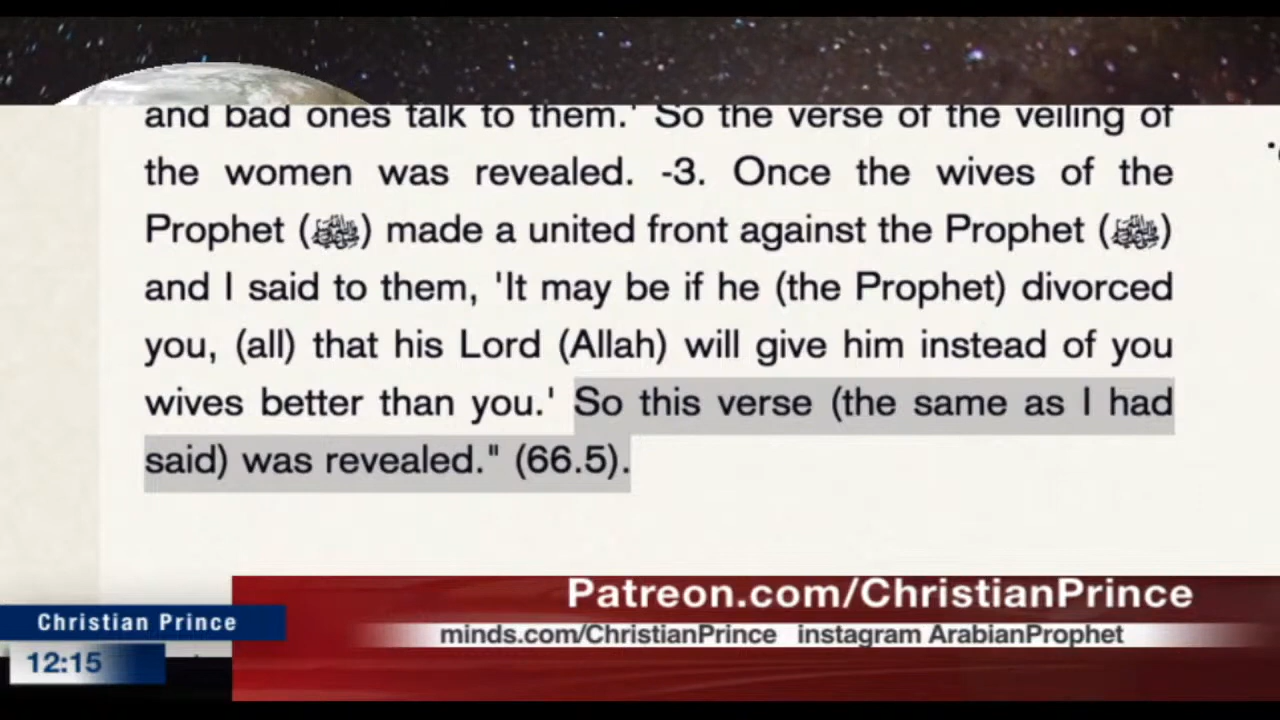 and bad ones talk to them.' So the verse of the veiling of
the women was revealed. -3. Once the wives of the
Prophet (ﷺ) made a united front against the Prophet (ﷺ)
and I said to them, 'It may be if he (the Prophet) divorced
you, (all) that his Lord (Allah) will give him instead of you
wives better than you.' So this verse (the same as I had
said) was revealed." (66.5).
Patreon.com/ChristianPrince
Christian Prince
minds.com/ChristianPrince instagram ArabianProphet
12:15